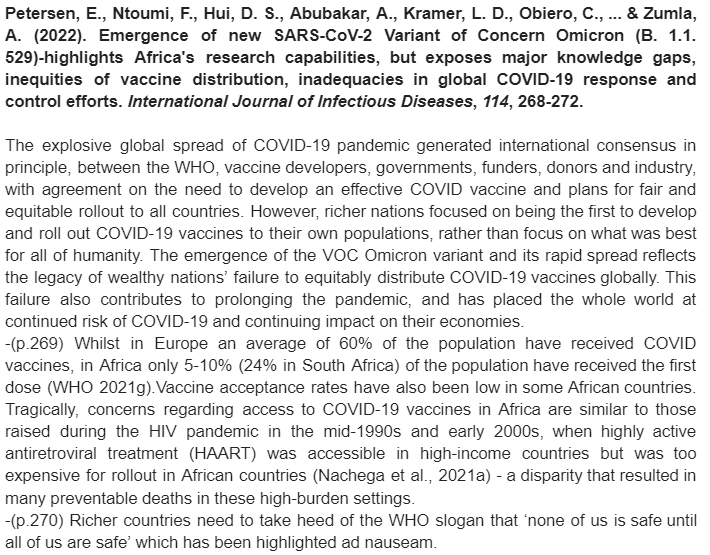 Petersen, E., Ntoumi, F., Hui, D. S., Abubakar, A., Kramer, L. D., Obiero, C., ... & Zumla,
A. (2022). Emergence of new SARS-CoV-2 Variant of Concern Omicron (B. 1.1.
529)-highlights Africa's research capabilities, but exposes major knowledge gaps,
inequities of vaccine distribution, inadequacies in global COVID-19 response and
control efforts. International Journal of Infectious Diseases, 114, 268-272.
The explosive global spread of COVID-19 pandemic generated international consensus in
principle, between the WHO, vaccine developers, governments, funders, donors and industry,
with agreement on the need to develop an effective COVID vaccine and plans for fair and
equitable rollout to all countries. However, richer nations focused on being the first to develop
and roll out COVID-19 vaccines to their own populations, rather than focus on what was best
for all of humanity. The emergence of the VOC Omicron variant and its rapid spread reflects
the legacy of wealthy nations’ failure to equitably distribute COVID-19 vaccines globally. This
failure also contributes to prolonging the pandemic, and has placed the whole world at
continued risk of COVID-19 and continuing impact on their economies.
-(p.269) Whilst in Europe an average of 60% of the population have received COVID
vaccines, in Africa only 5-10% (24% in South Africa) of the population have received the first
dose (WHO 2021g).Vaccine acceptance rates have also been low in some African countries.
Tragically, concerns regarding access to COVID-19 vaccines in Africa are similar to those
raised during the HIV pandemic in the mid-1990s and early 2000s, when highly active
antiretroviral treatment (HAART) was accessible in high-income countries but was too
expensive for rollout in African countries (Nachega et al., 2021a) - a disparity that resulted in
many preventable deaths in these high-burden settings.
-(p.270) Richer countries need to take heed of the WHO slogan that ‘none of us is safe until
all of us are safe’ which has been highlighted ad nauseam.